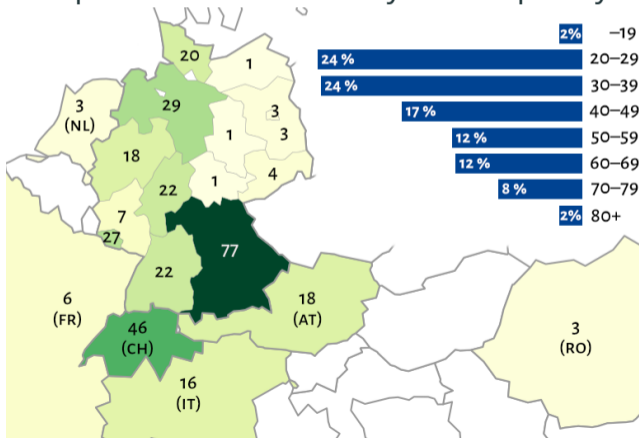 20
1
2% –19
24 % 20–29
24 % 30–39
17 % 40–49
12 % 50–59
12 % 60–69
8 % 70–79
2% 80+
3
(NL)
29
3
1
3
18
22
1
4
7
27
22
77
6
(FR)
46
(CH)
18
(AT)
16
(IT)
3
(RO)